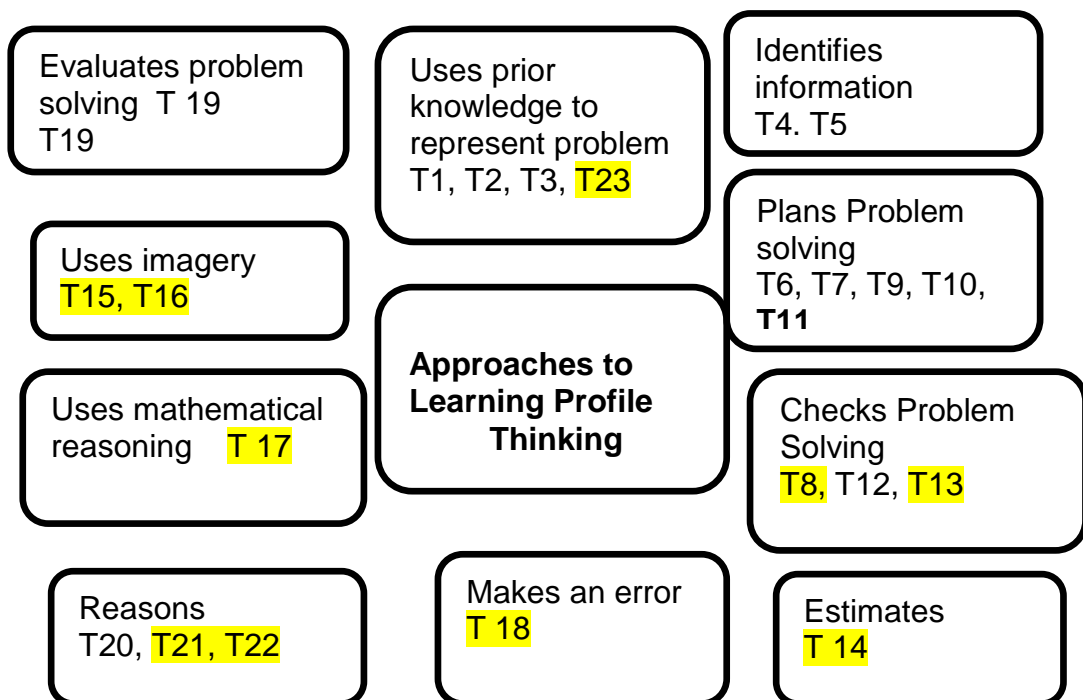 Evaluates problem
solving T 19
T19
Uses prior
knowledge to
represent problem
T1, T2, T3, T23
Identifies
information
T4. T5
Uses imagery
T15, T16
Plans Problem
solving
T6, T7, T9, T10,
T11
Approaches to
Learning Profile
Thinking
Uses mathematical
reasoning T 17
Checks Problem
Solving
T8, T12, T13
Reasons
T20, T21, T22
Makes an error
T 18
Estimates
T 14